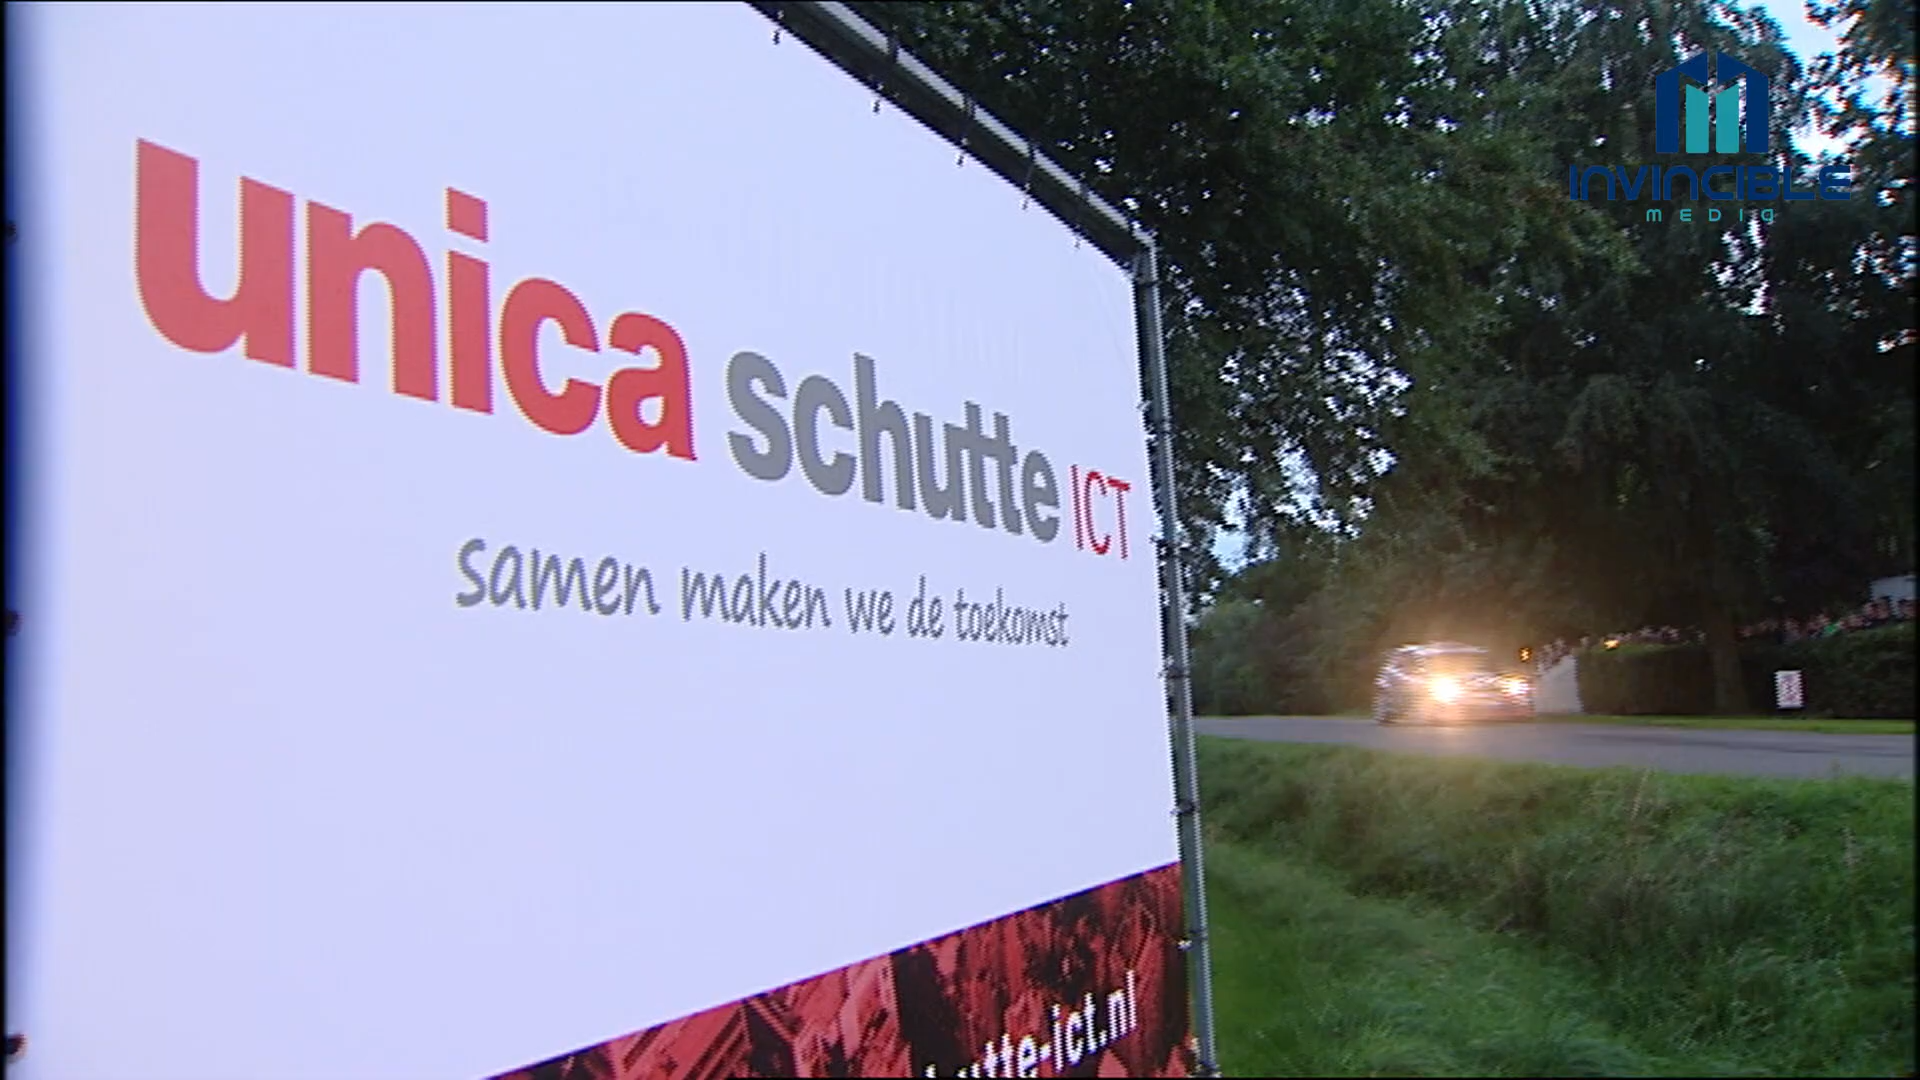 INVINCIBLE
MEDIA
unica schutte ICT
samen maken we de toekomst
utte-ict.nl